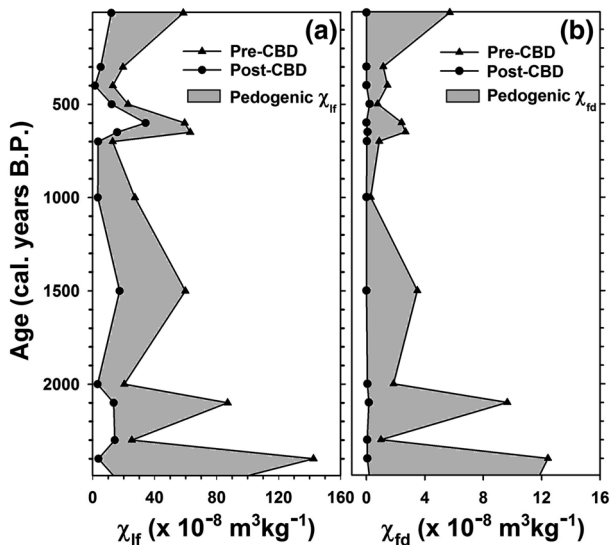 (a)
Pre-CBD
Post-CBD
Pedogenic χlf
(b)
Pre-CBD
Post-CBD
Pedogenic χfd
Age (cal. years B.P.)
500
1000
1500
2000
0 40 80 120 160
0 4 8 12 16
χlf (x 10⁻⁸ m³kg⁻¹)
χfd (x 10⁻⁸ m³kg⁻¹)